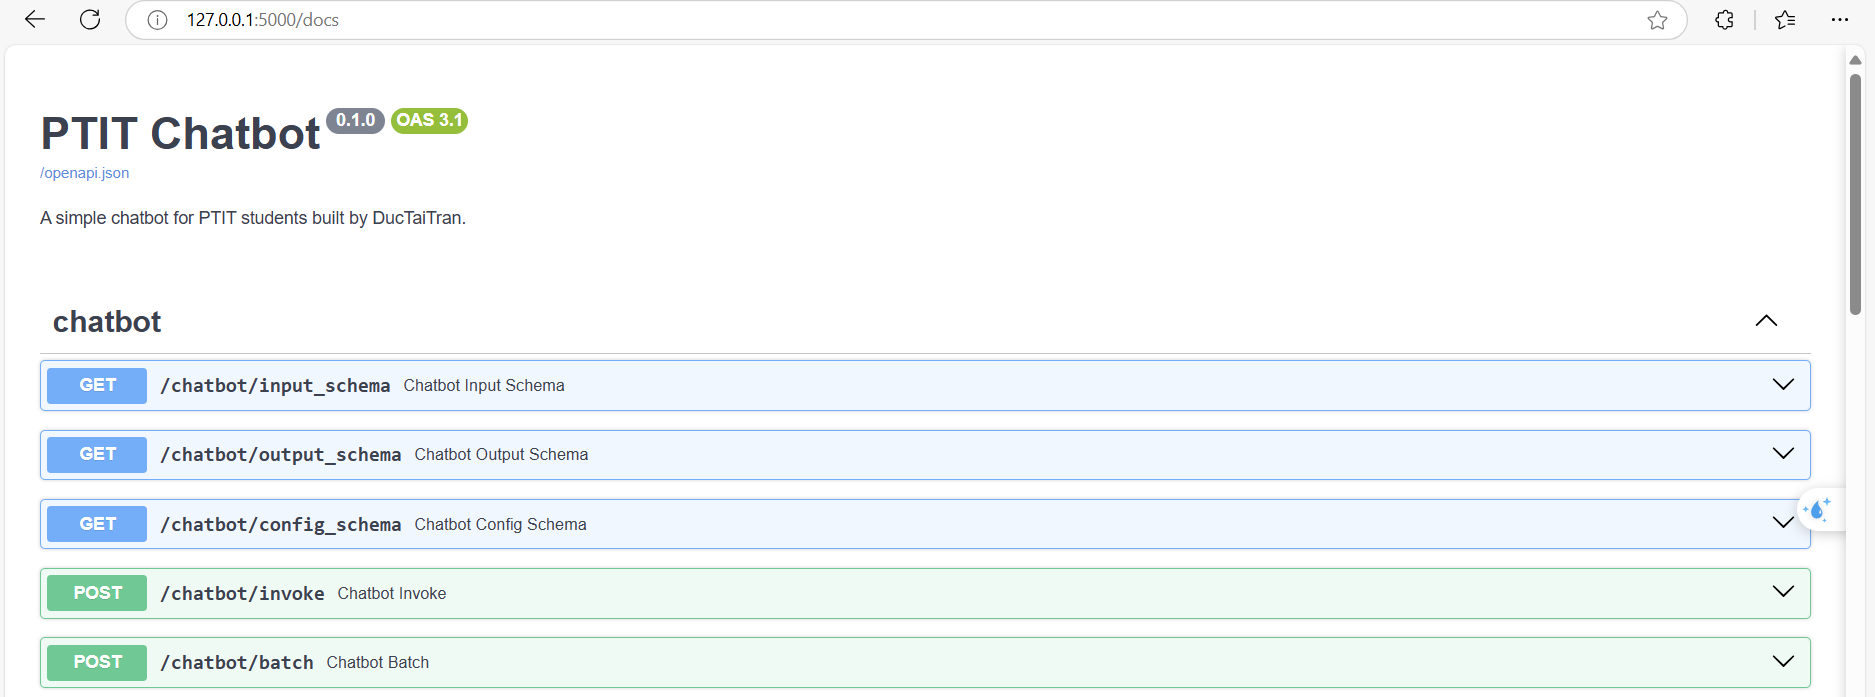 127.0.0.1:5000/docs
PTIT Chatbot 0.1.0 OAS 3.1
/openapi.json
A simple chatbot for PTIT students built by DucTaiTran.
chatbot
GET /chatbot/input_schema Chatbot Input Schema
GET /chatbot/output_schema Chatbot Output Schema
GET /chatbot/config_schema Chatbot Config Schema
POST /chatbot/invoke Chatbot Invoke
POST /chatbot/batch Chatbot Batch